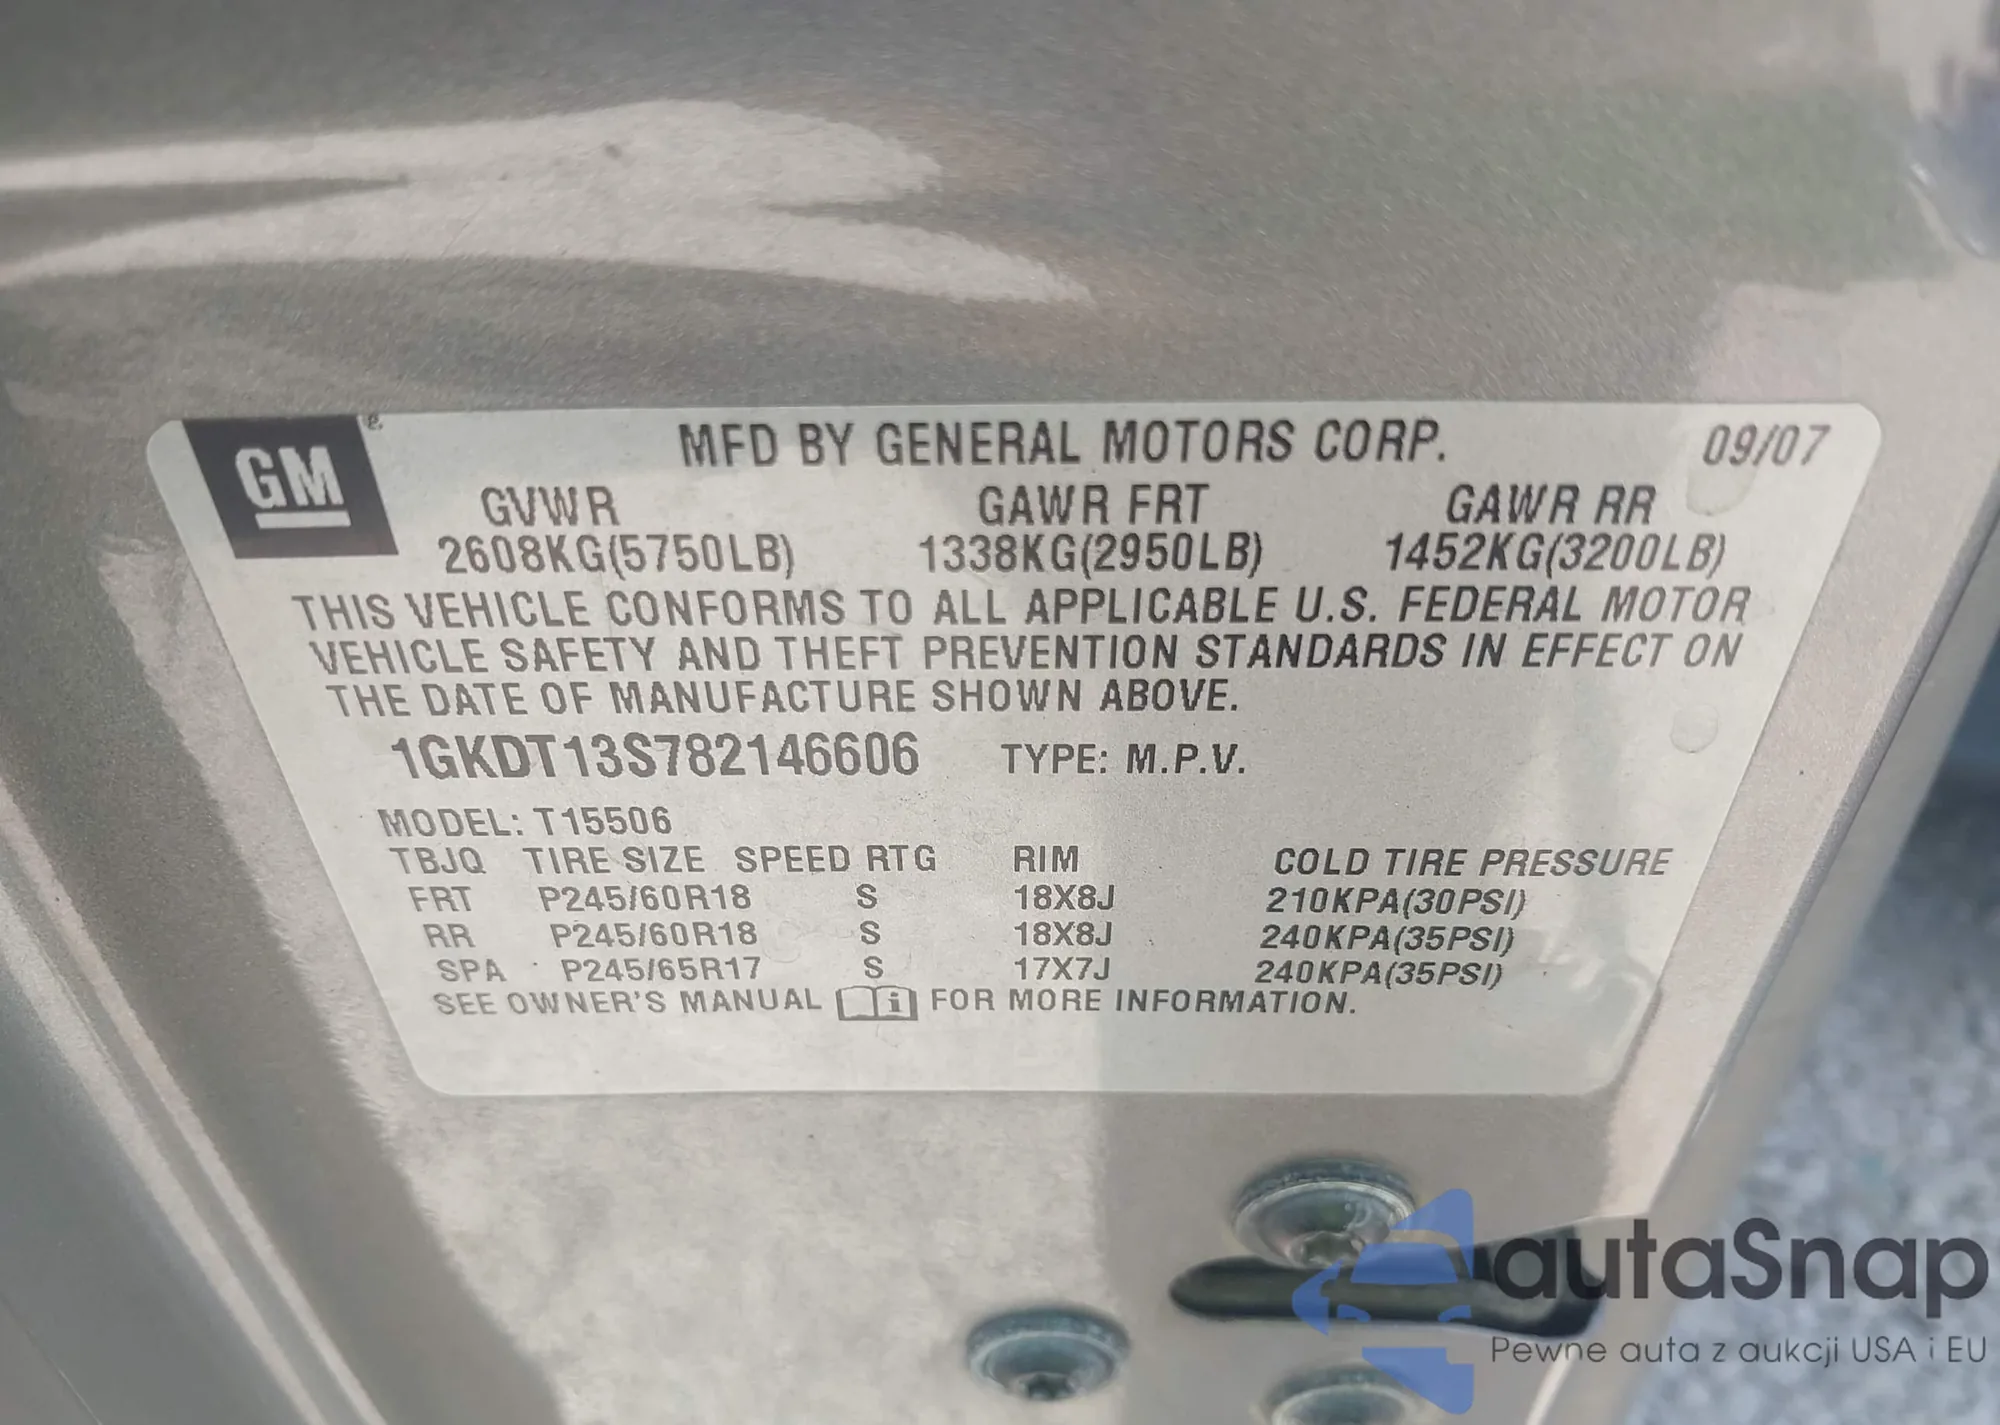 GM
MFD BY GENERAL MOTORS CORP. 09/07
GVWR GAWR FRT GAWR RR
2608KG(5750LB) 1338KG(2950LB) 1452KG(3200LB)
THIS VEHICLE CONFORMS TO ALL APPLICABLE U.S. FEDERAL MOTOR
VEHICLE SAFETY AND THEFT PREVENTION STANDARDS IN EFFECT ON
THE DATE OF MANUFACTURE SHOWN ABOVE.
1GKDT13S782146606 TYPE: M.P.V.
MODEL: T15506
TBJQ TIRE SIZE SPEED RTG RIM COLD TIRE PRESSURE
FRT P245/60R18 S 18X8J 210KPA(30PSI)
RR P245/60R18 S 18X8J 240KPA(35PSI)
SPA P245/65R17 S 17X7J 240KPA(35PSI)
SEE OWNER'S MANUAL i FOR MORE INFORMATION.
autaSnap
Pewne auta z aukcji USA i EU